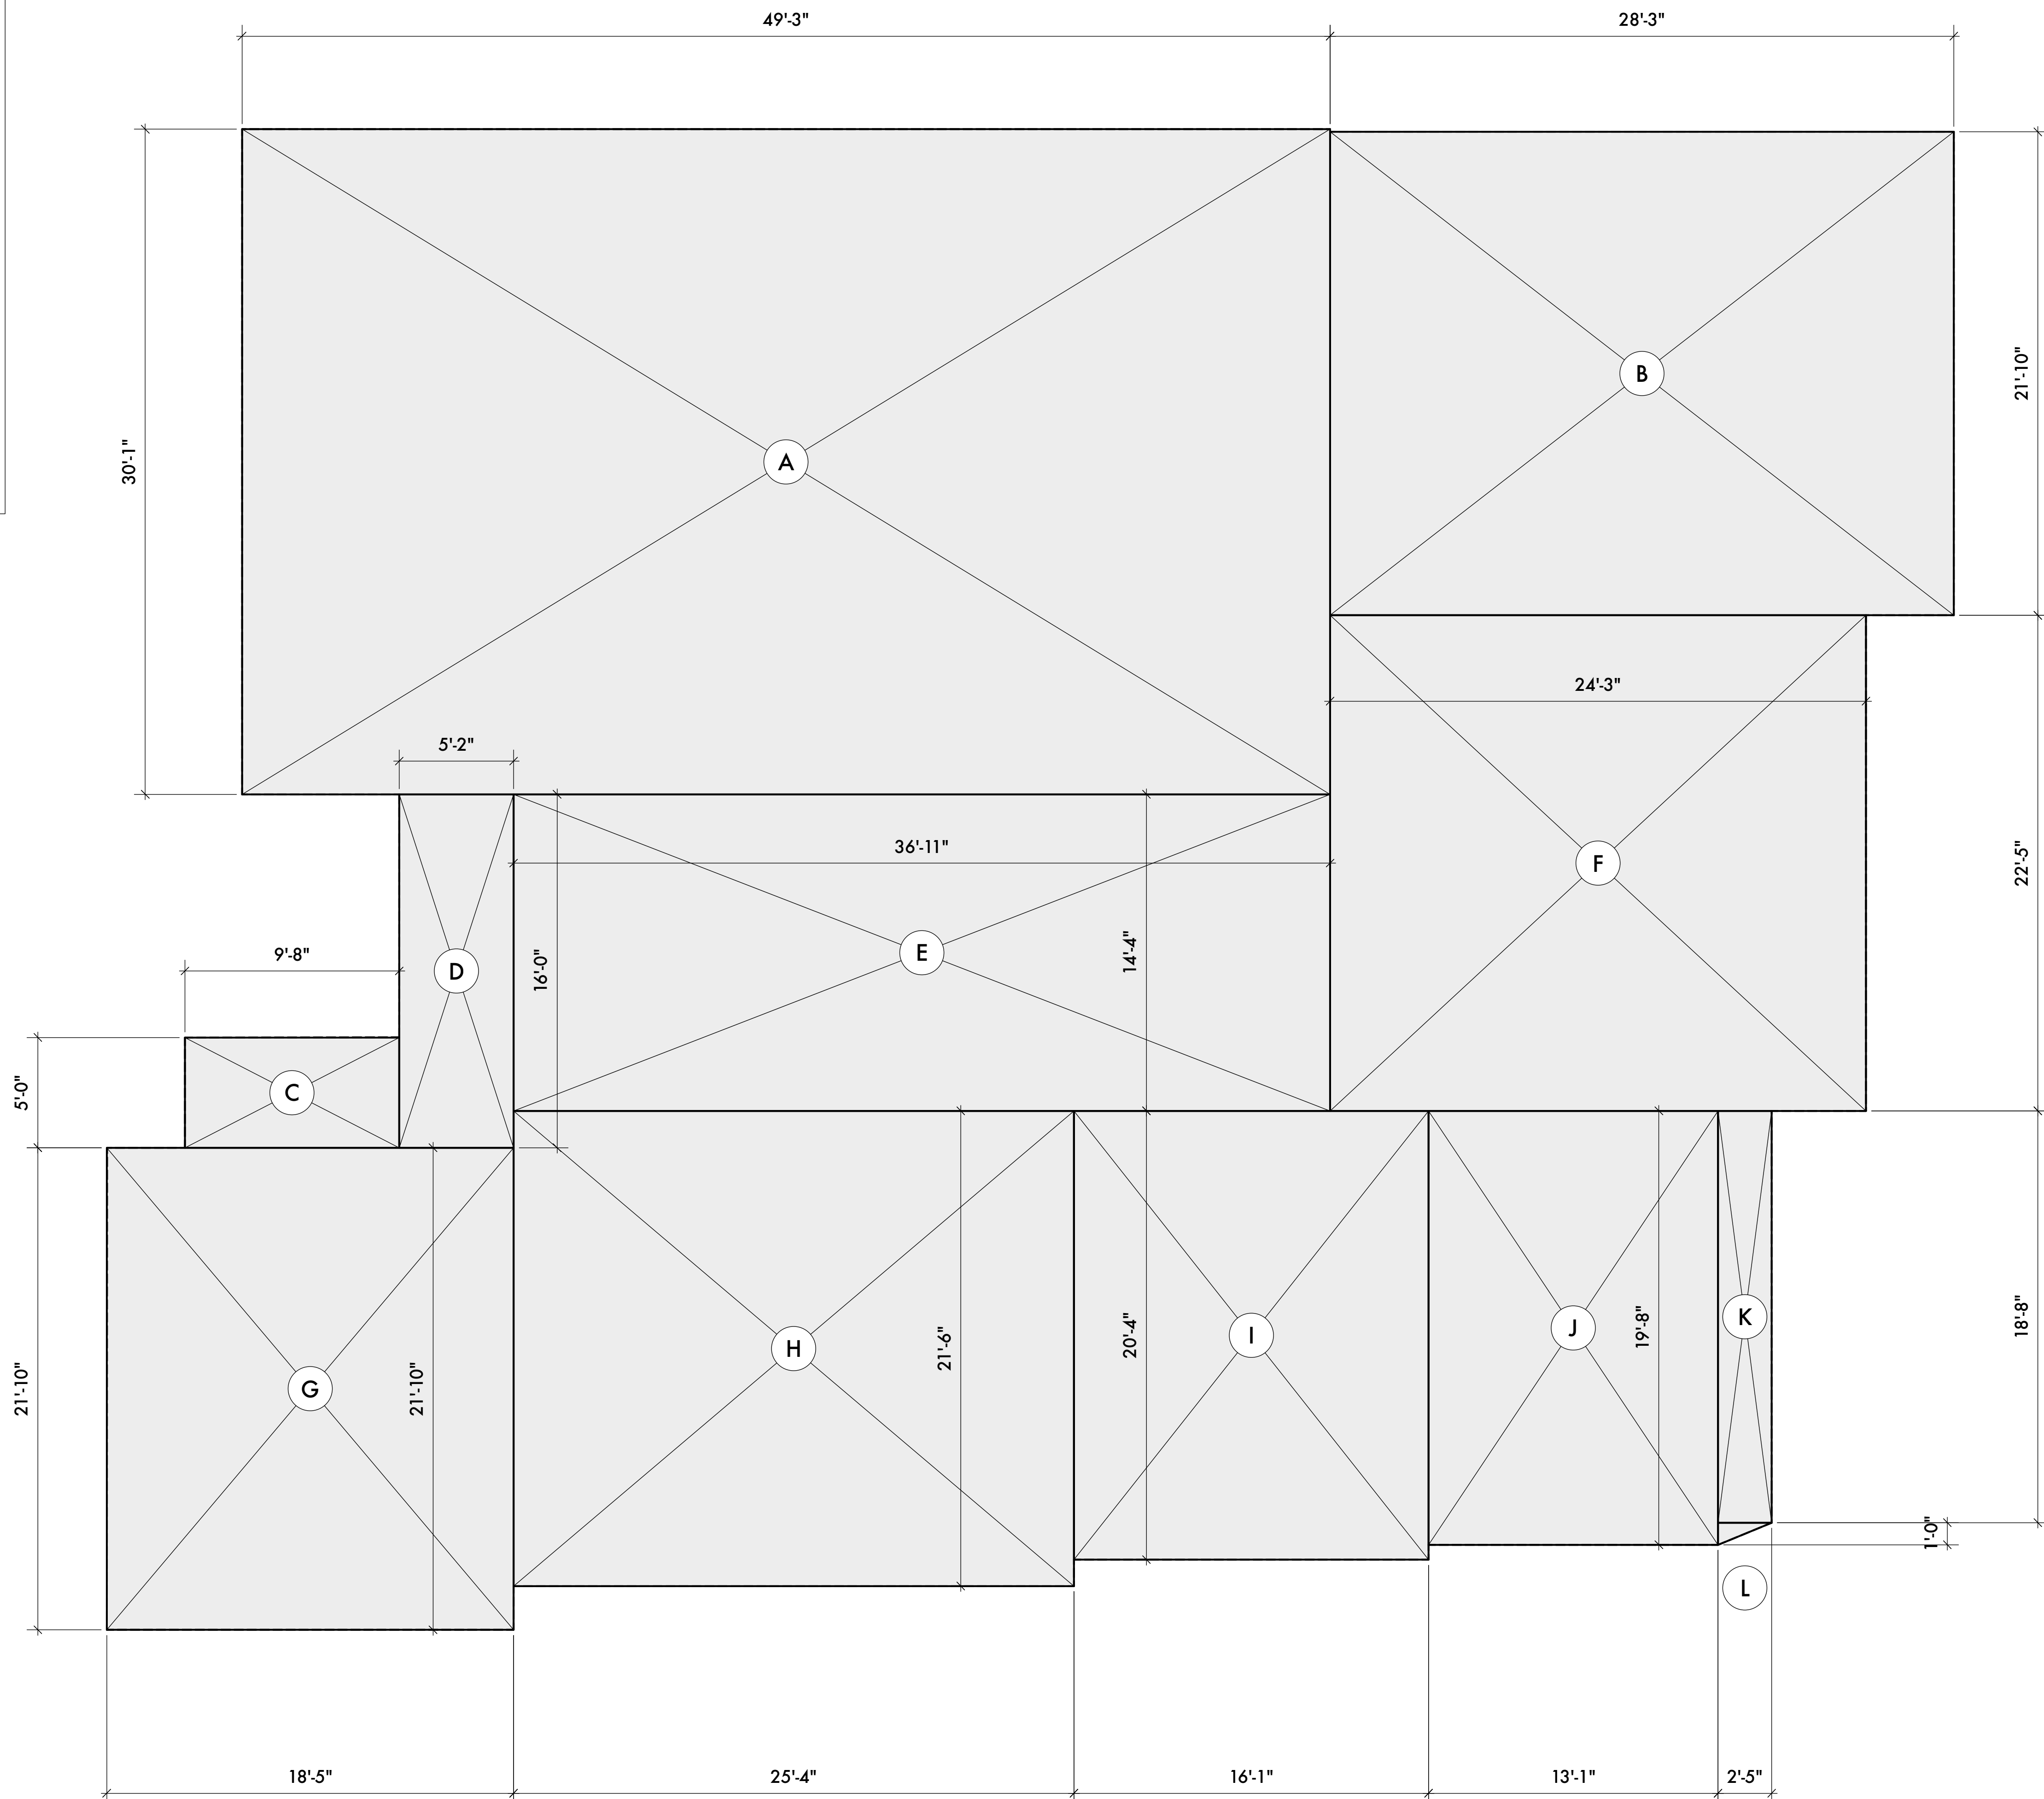 49'-3" 28'-3"
30'-1" A B 21'-10"
24'-3"
5'-2"
36'-11" F 22'-5"
9'-8" D 16'-0" E 14'-4"
5'-0" C
21'-10" G 21'-10" H 21'-6" 20'-4" I J 19'-8" K 18'-8"
1'-0"
L
18'-5" 25'-4" 16'-1" 13'-1" 2'-5"